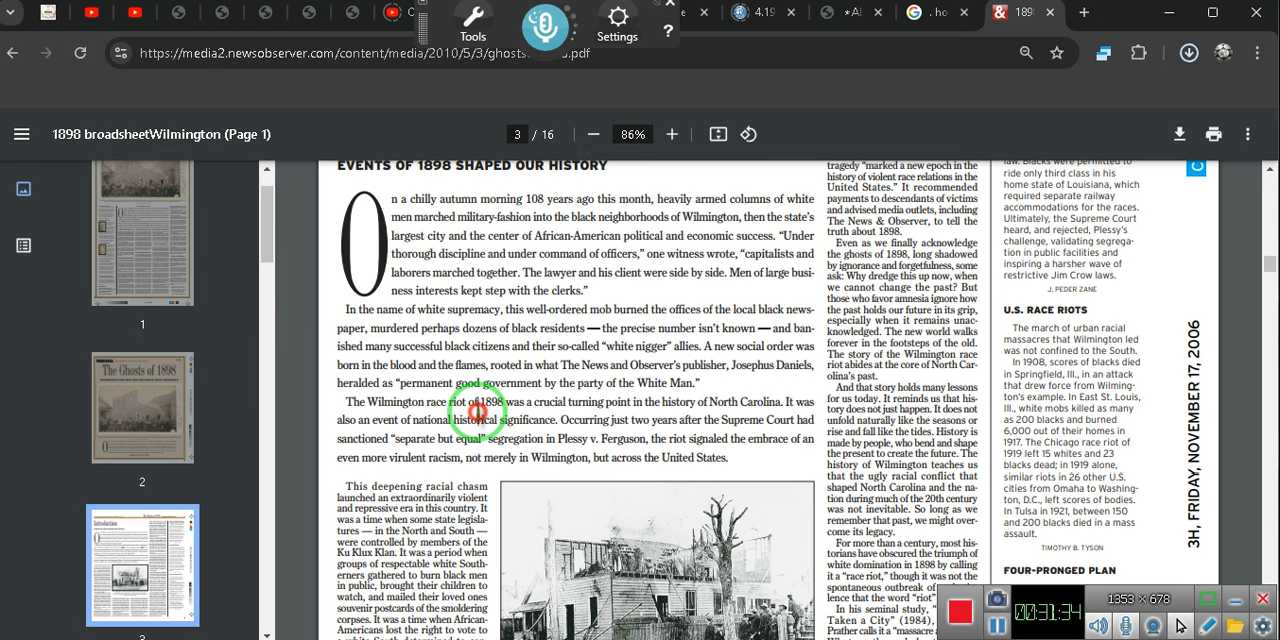 e
4.19
*Al
. ho
189
Tools
Settings
?
https://media2.newsobserver.com/content/media/2010/5/3/ghosts
.pdf
1898 broadsheetWilmington (Page 1)
3 / 16
86%
1
2
3
EVENTS OF 1898 SHAPED OUR HISTORY
On a chilly autumn morning 108 years ago this month, heavily armed columns of white
men marched military-fashion into the black neighborhoods of Wilmington, then the state's
largest city and the center of African-American political and economic success. “Under
thorough discipline and under command of officers,” one witness wrote, “capitalists and
laborers marched together. The lawyer and his client were side by side. Men of large busi-
ness interests kept step with the clerks.”
In the name of white supremacy, this well-ordered mob burned the offices of the local black news-
paper, murdered perhaps dozens of black residents — the precise number isn't known — and ban-
ished many successful black citizens and their so-called “white nigger” allies. A new social order was
born in the blood and the flames, rooted in what The News and Observer's publisher, Josephus Daniels,
heralded as “permanent good government by the party of the White Man.”
The Wilmington race riot of 1898 was a crucial turning point in the history of North Carolina. It was
also an event of national historical significance. Occurring just two years after the Supreme Court had
sanctioned “separate but equal” segregation in Plessy v. Ferguson, the riot signaled the embrace of an
even more virulent racism, not merely in Wilmington, but across the United States.
This deepening racial chasm
launched an extraordinarily violent
and repressive era in this country. It
was a time when some state legisla-
tures — in the North and South —
were controlled by members of the
Ku Klux Klan. It was a period when
groups of respectable white South-
erners gathered to burn black men
in public, brought their children to
watch, and mailed their loved ones
souvenir postcards of the smoldering
corpses. It was a time when African-
Americans lost the right to vote to
tragedy “marked a new epoch in the
history of violent race relations in the
United States.” It recommended
payments to descendants of victims
and advised media outlets, including
The News & Observer, to tell the
truth about 1898.
Even as we finally acknowledge
the ghosts of 1898, long shadowed
by ignorance and forgetfulness, some
ask: Why dredge this up now, when
we cannot change the past? But
those who favor amnesia ignore how
the past holds our future in its grip,
especially when it remains unac-
knowledged. The new world walks
forever in the footsteps of the old.
The story of the Wilmington race
riot abides at the core of North Car-
olina's past.
And that story holds many lessons
for us today. It reminds us that his-
tory does not just happen. It does not
unfold naturally like the seasons or
rise and fall like the tides. History is
made by people, who bend and shape
the present to create the future. The
history of Wilmington teaches us
that the ugly racial conflict that
shaped North Carolina and the na-
tion during much of the 20th century
was not inevitable. So long as we
remember that past, we might over-
come its legacy.
For more than a century, most his-
torians have obscured the triumph of
white domination in 1898 by calling
it a “race riot,” though it was not the
spontaneous outbreak of
lence that the word “riot”
In his seminal study, “
Taken a City” (1984),
Prather calls it a “massacre
law. Blacks were permitted to
ride only third class in his
home state of Louisiana, which
required separate railway
accommodations for the races.
Ultimately, the Supreme Court
heard, and rejected, Plessy's
challenge, validating segrega-
tion in public facilities and
inspiring a harsher wave of
restrictive Jim Crow laws.
J. PEDER ZANE
U.S. RACE RIOTS
The march of urban racial
massacres that Wilmington led
was not confined to the South.
In 1908, scores of blacks died
in Springfield, Ill., in an attack
that drew force from Wilming-
ton's example. In East St. Louis,
Ill., white mobs killed as many
as 200 blacks and burned
6,000 out of their homes in
1917. The Chicago race riot of
1919 left 15 whites and 23
blacks dead; in 1919 alone,
similar riots in 26 other U.S.
cities from Omaha to Washing-
ton, D.C., left scores of bodies.
In Tulsa in 1921, between 150
and 200 blacks died in a mass
assault.
TIMOTHY B. TYSON
FOUR-PRONGED PLAN
C
3H, FRIDAY, NOVEMBER 17, 2006
00:31:34
1353 × 678